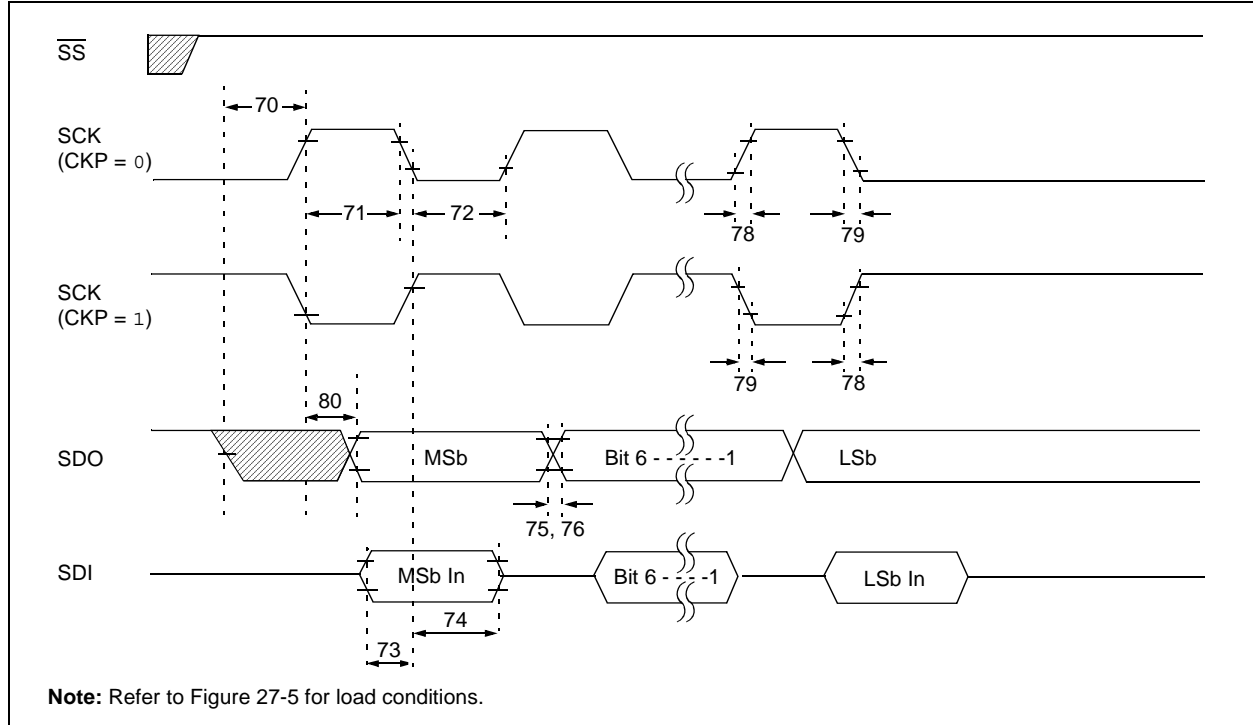 SS
70
SCK
(CKP = 0)
71
72
78
79
SCK
(CKP = 1)
79
78
80
SDO
MSb
Bit 6 - - - - - - -1
LSb
75, 76
SDI
MSb In
Bit 6 - - - - -1
LSb In
74
73
Note: Refer to Figure 27-5 for load conditions.